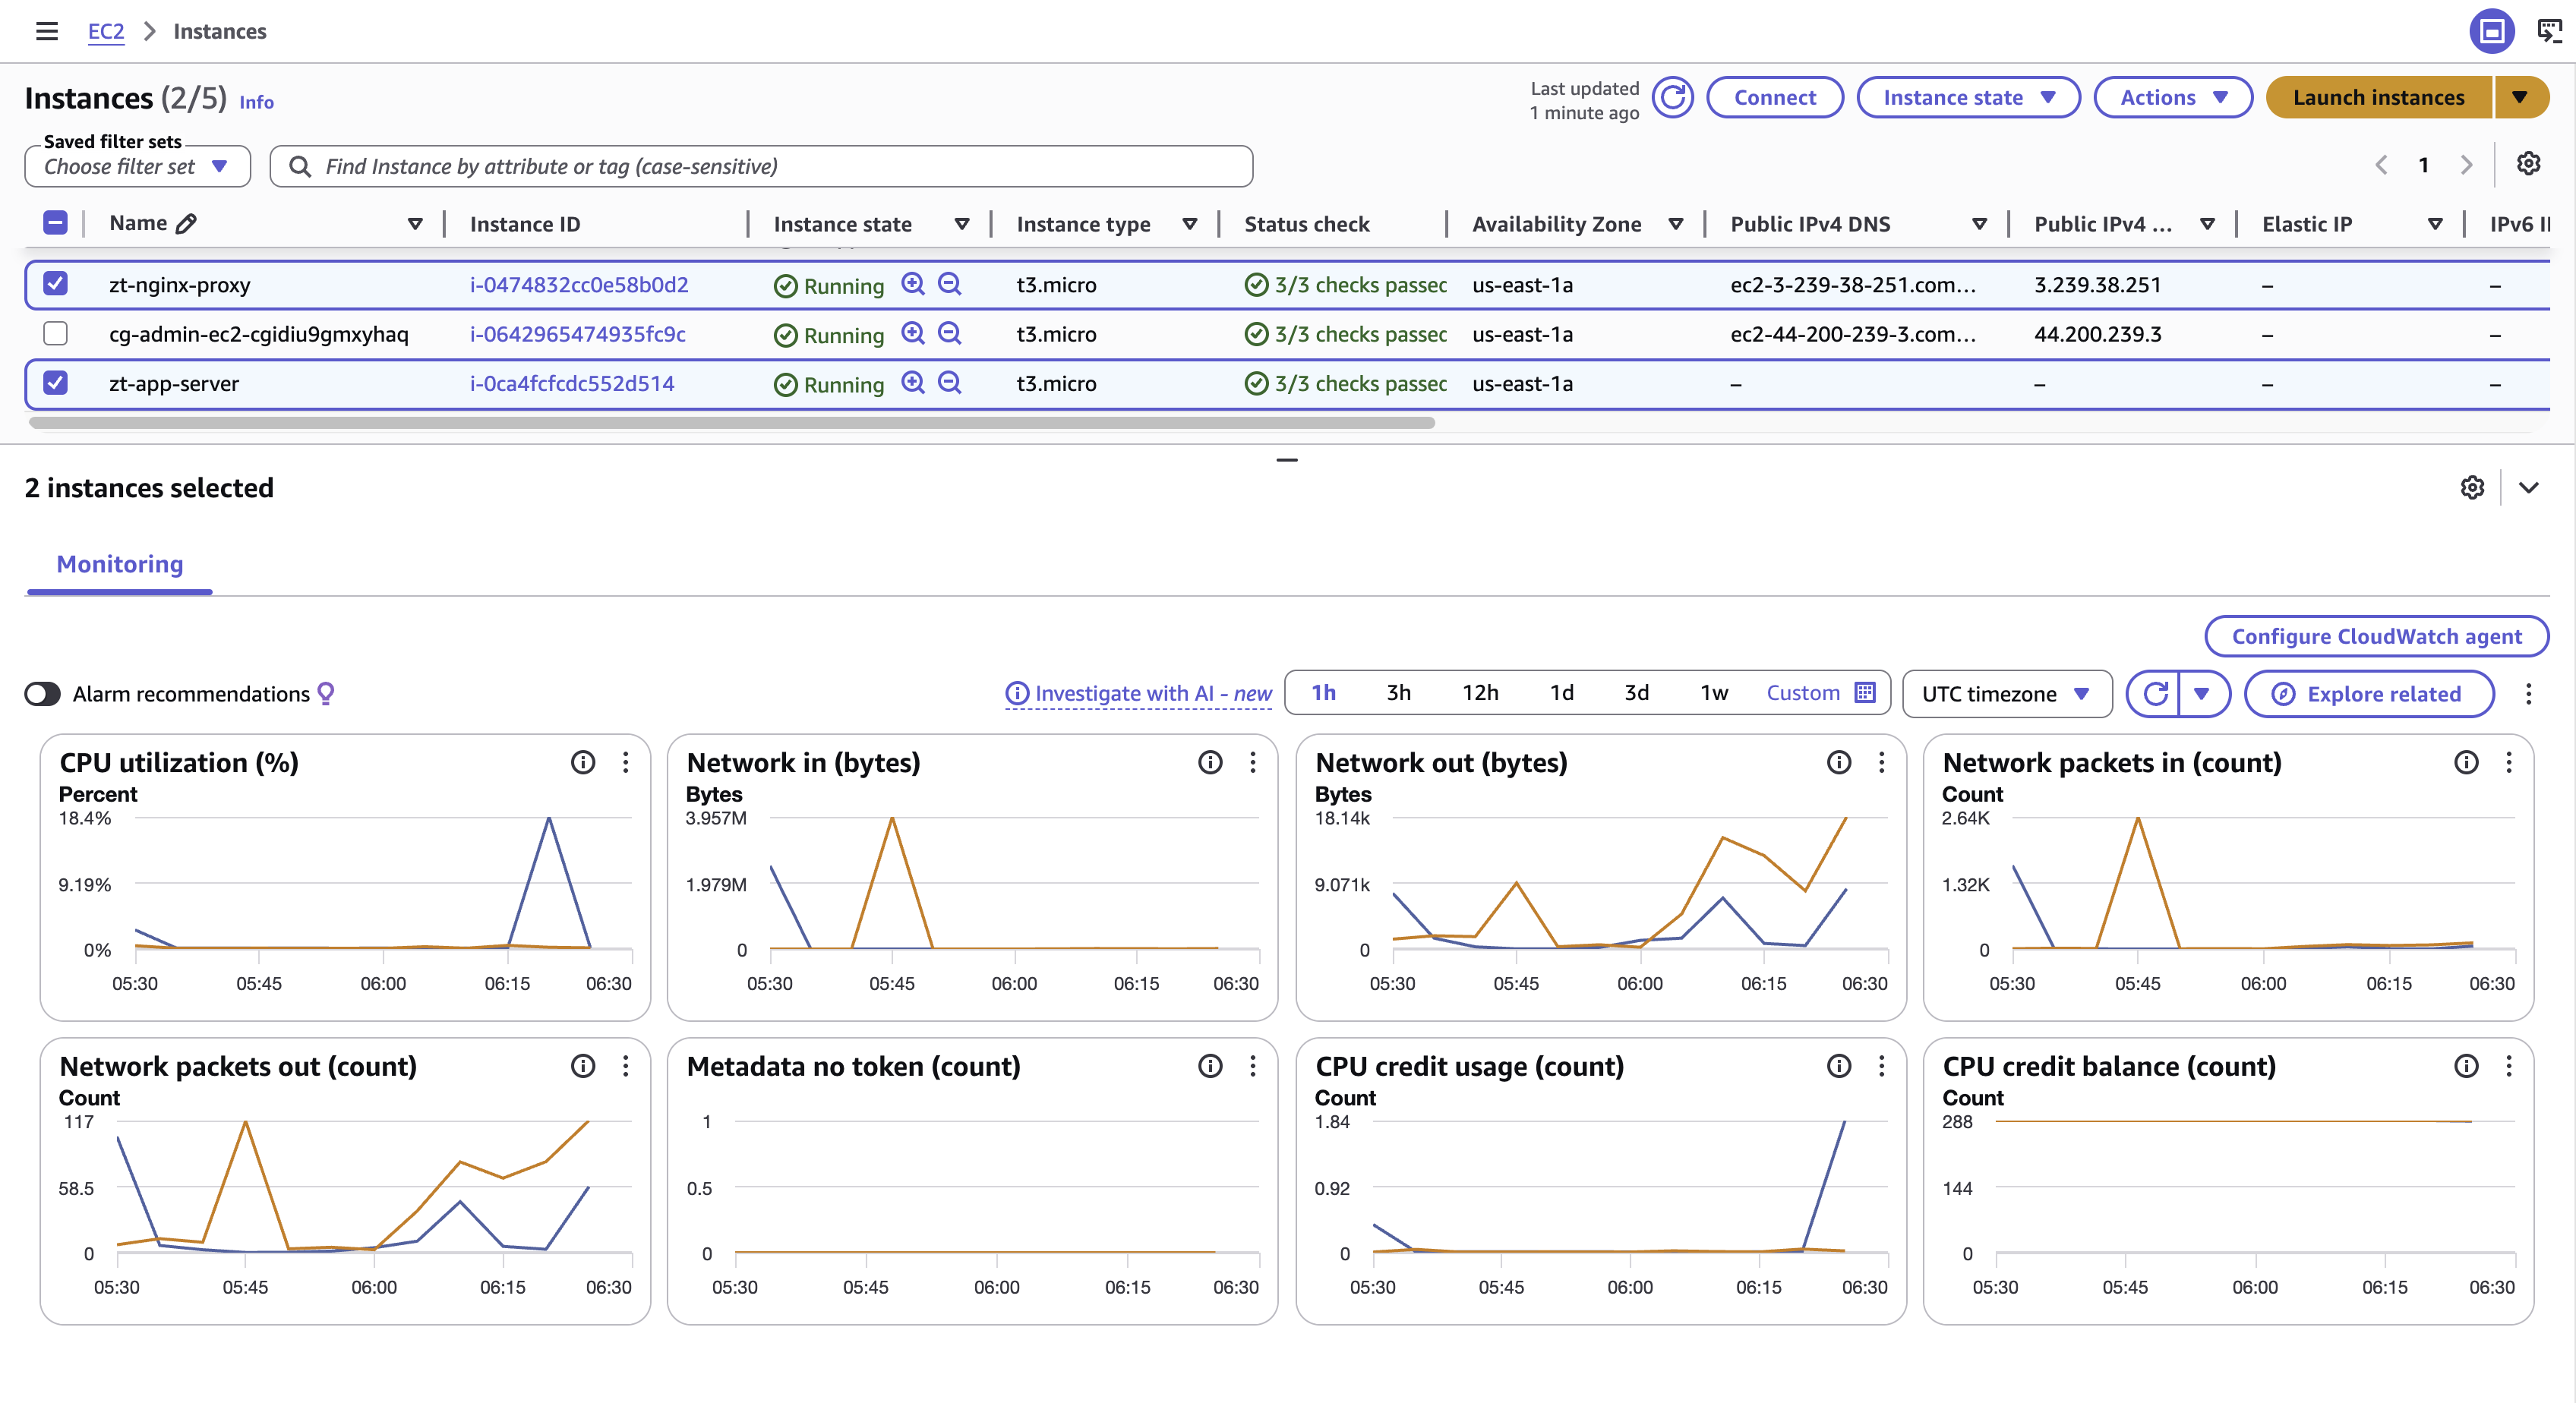 EC2 > Instances
Instances (2/5) Info
Last updated
1 minute ago
Connect
Instance state
Actions
Launch instances
Saved filter sets
Choose filter set
Find Instance by attribute or tag (case-sensitive)
1
Name Instance ID Instance state Instance type Status check Availability Zone Public IPv4 DNS Public IPv4 ... Elastic IP IPv6 I
zt-nginx-proxy i-0474832cc0e58b0d2 Running t3.micro 3/3 checks passec us-east-1a ec2-3-239-38-251.com... 3.239.38.251 – –
cg-admin-ec2-cgidiu9gmxyhaq i-0642965474935fc9c Running t3.micro 3/3 checks passec us-east-1a ec2-44-200-239-3.com... 44.200.239.3 – –
zt-app-server i-0ca4fcfcdc552d514 Running t3.micro 3/3 checks passec us-east-1a – – – –
2 instances selected
Monitoring
Configure CloudWatch agent
Alarm recommendations
Investigate with AI - new
1h 3h 12h 1d 3d 1w Custom
UTC timezone
Explore related
CPU utilization (%)
Percent
18.4%
9.19%
0%
05:30 05:45 06:00 06:15 06:30
Network in (bytes)
Bytes
3.957M
1.979M
0
05:30 05:45 06:00 06:15 06:30
Network out (bytes)
Bytes
18.14k
9.071k
0
05:30 05:45 06:00 06:15 06:30
Network packets in (count)
Count
2.64K
1.32K
0
05:30 05:45 06:00 06:15 06:30
Network packets out (count)
Count
117
58.5
0
05:30 05:45 06:00 06:15 06:30
Metadata no token (count)
1
0.5
0
05:30 05:45 06:00 06:15 06:30
CPU credit usage (count)
Count
1.84
0.92
0
05:30 05:45 06:00 06:15 06:30
CPU credit balance (count)
Count
288
144
0
05:30 05:45 06:00 06:15 06:30